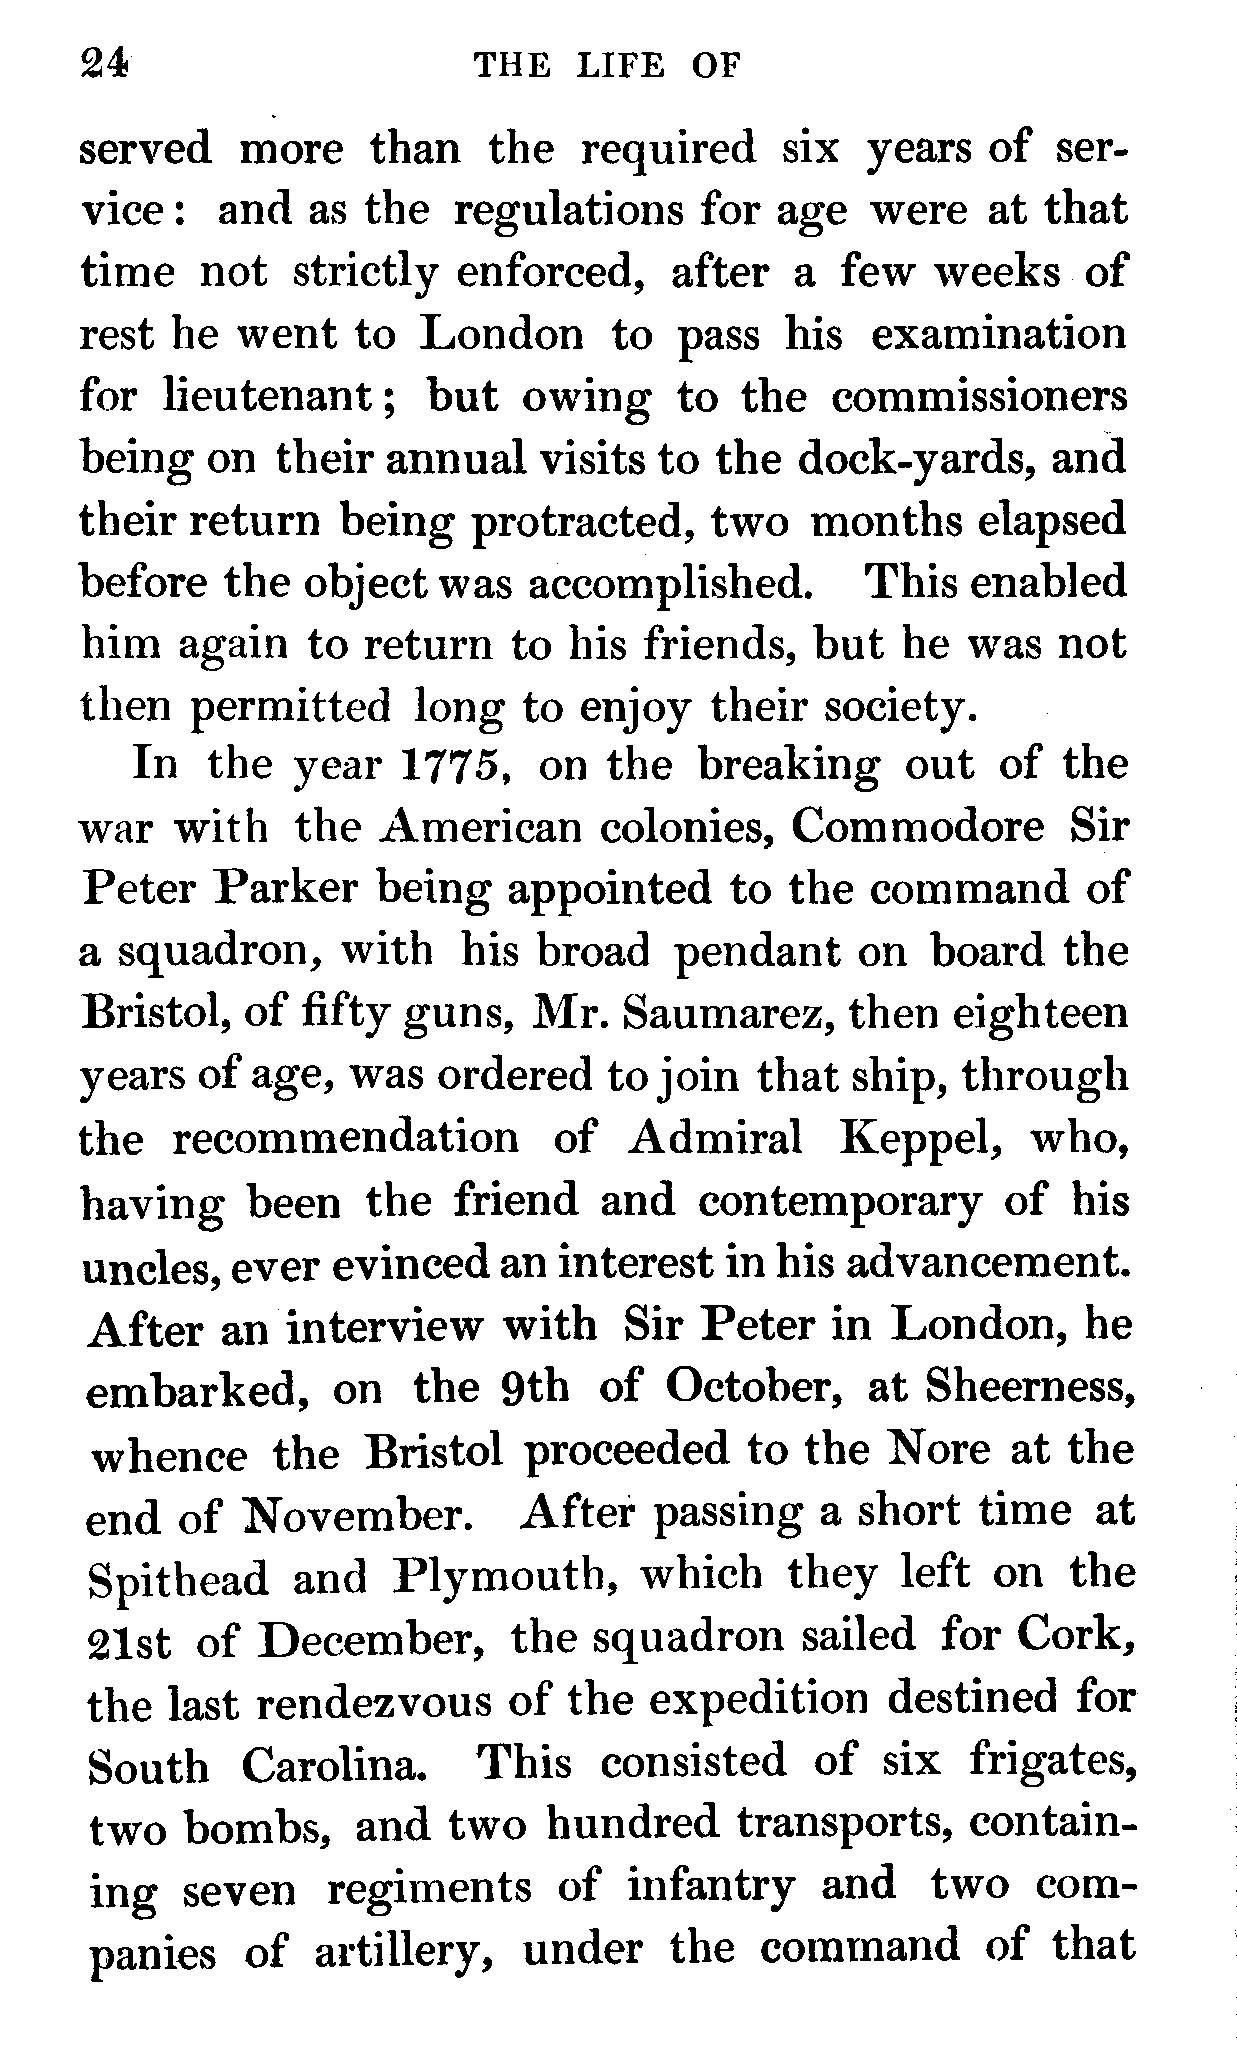 24 THE LIFE OF
served more than the required six years of ser-
vice : and as the regulations for age were at that
time not strictly enforced, after a few weeks of
rest he went to London to pass his examination
for lieutenant ; but owing to the commissioners
being on their annual visits to the dock-yards, and
their return being protracted, two months elapsed
before the object was accomplished. This enabled
him again to return to his friends, but he was not
then permitted long to enjoy their society.
In the year 1775, on the breaking out of the
war with the American colonies, Commodore Sir
Peter Parker being appointed to the command of
a squadron, with his broad pendant on board the
Bristol, of fifty guns, Mr. Saumarez, then eighteen
years of age, was ordered to join that ship, through
the recommendation of Admiral Keppel, who,
having been the friend and contemporary of his
uncles, ever evinced an interest in his advancement.
After an interview with Sir Peter in London, he
embarked, on the 9th of October, at Sheerness,
whence the Bristol proceeded to the Nore at the
end of November. After passing a short time at
Spithead and Plymouth, which they left on the
21st of December, the squadron sailed for Cork,
the last rendezvous of the expedition destined for
South Carolina. This consisted of six frigates,
two bombs, and two hundred transports, contain-
ing seven regiments of infantry and two com-
panies of artillery, under the command of that